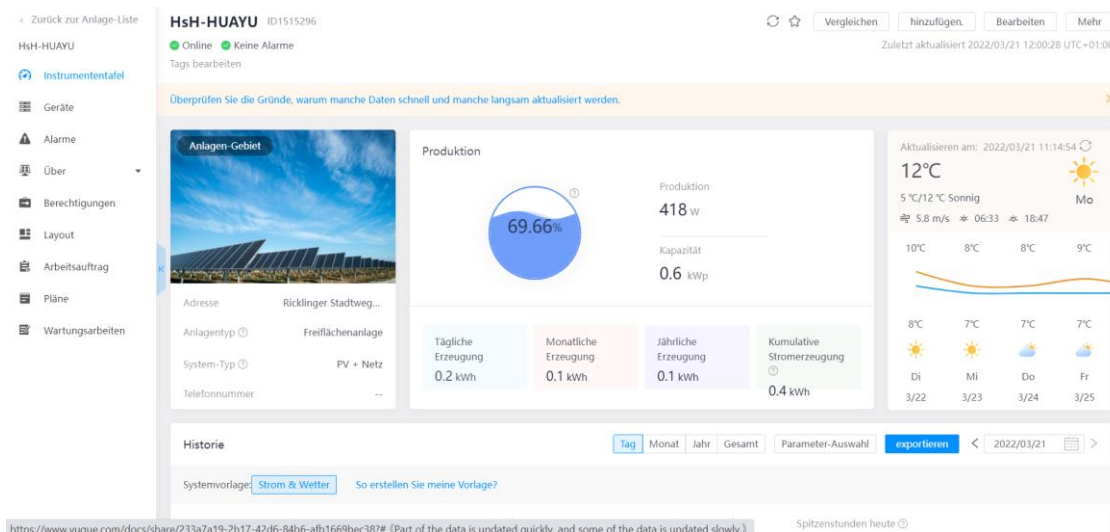 Zurück zur Anlage-Liste
HsH-HUAYU
Instrumententafel
Geräte
Alarme
Über
Berechtigungen
Layout
Arbeitsauftrag
Pläne
Wartungsarbeiten
HsH-HUAYU ID1515296
Vergleichen hinzufügen. Bearbeiten Mehr
Online Keine Alarme
Zuletzt aktualisiert 2022/03/21 12:00:28 UTC+01:00
Tags bearbeiten
Überprüfen Sie die Gründe, warum manche Daten schnell und manche langsam aktualisiert werden.
Anlagen-Gebiet
Adresse Ricklinger Stadtweg...
Anlagentyp Freiflächenanlage
System-Typ PV + Netz
Telefonnummer --
Produktion
69.66%
Produktion
418 W
Kapazität
0.6 kWp
Tägliche
Erzeugung
0.2 kWh
Monatliche
Erzeugung
0.1 kWh
Jährliche
Erzeugung
0.1 kWh
Kumulative
Stromerzeugung
0.4 kWh
Aktualisieren am: 2022/03/21 11:14:54
12°C
5 °C/12 °C Sonnig
Mo
5.8 m/s 06:33 18:47
10°C 8°C 8°C 9°C
8°C 7°C 7°C 7°C
Di Mi Do Fr
3/22 3/23 3/24 3/25
Historie
Tag Monat Jahr Gesamt Parameter-Auswahl exportieren < 2022/03/21 >
Systemvorlage: Strom & Wetter So erstellen Sie meine Vorlage?
Spitzenstunden heute
https://www.yuque.com/docs/share/233a7a19-2b17-42d6-84b6-afb1669bec38?#《Part of the data is updated quickly, and some of the data is updated slowly.》